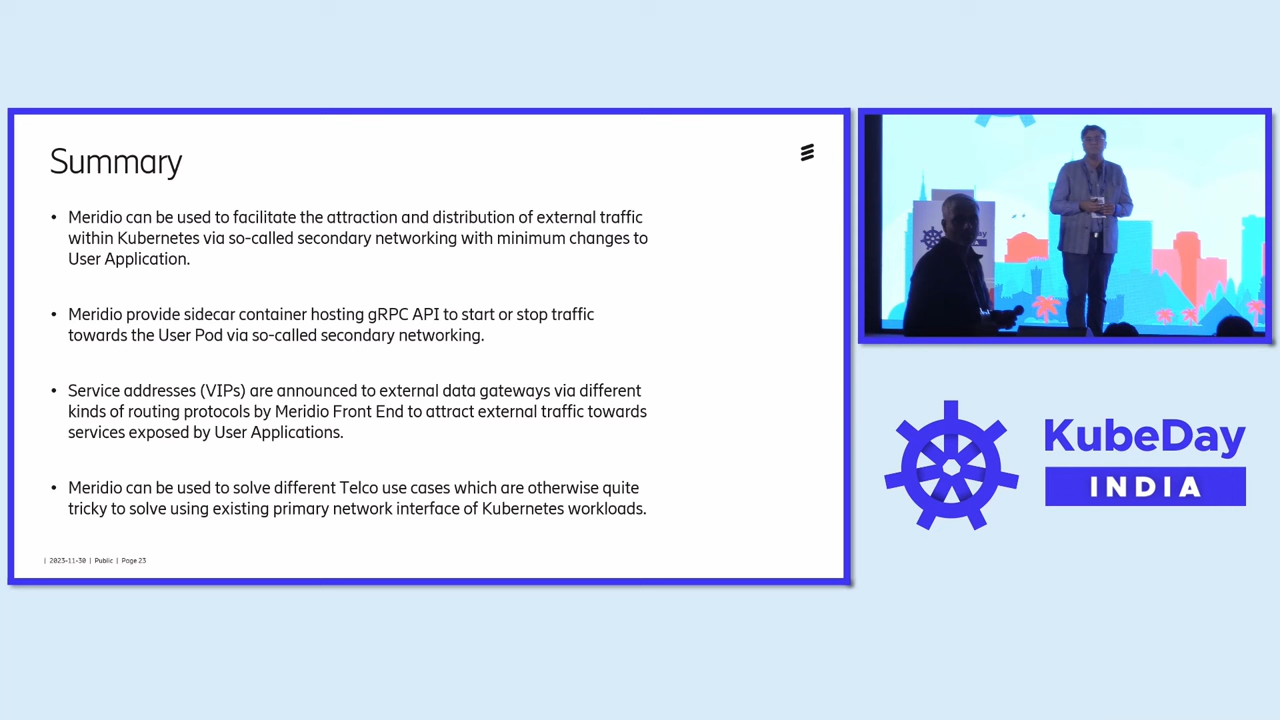 Summary
• Meridio can be used to facilitate the attraction and distribution of external traffic
within Kubernetes via so-called secondary networking with minimum changes to
User Application.
• Meridio provide sidecar container hosting gRPC API to start or stop traffic
towards the User Pod via so-called secondary networking.
• Service addresses (VIPs) are announced to external data gateways via different
kinds of routing protocols by Meridio Front End to attract external traffic towards
services exposed by User Applications.
• Meridio can be used to solve different Telco use cases which are otherwise quite
tricky to solve using existing primary network interface of Kubernetes workloads.
| 2023-11-30 | Public | Page 23
KubeDay
INDIA